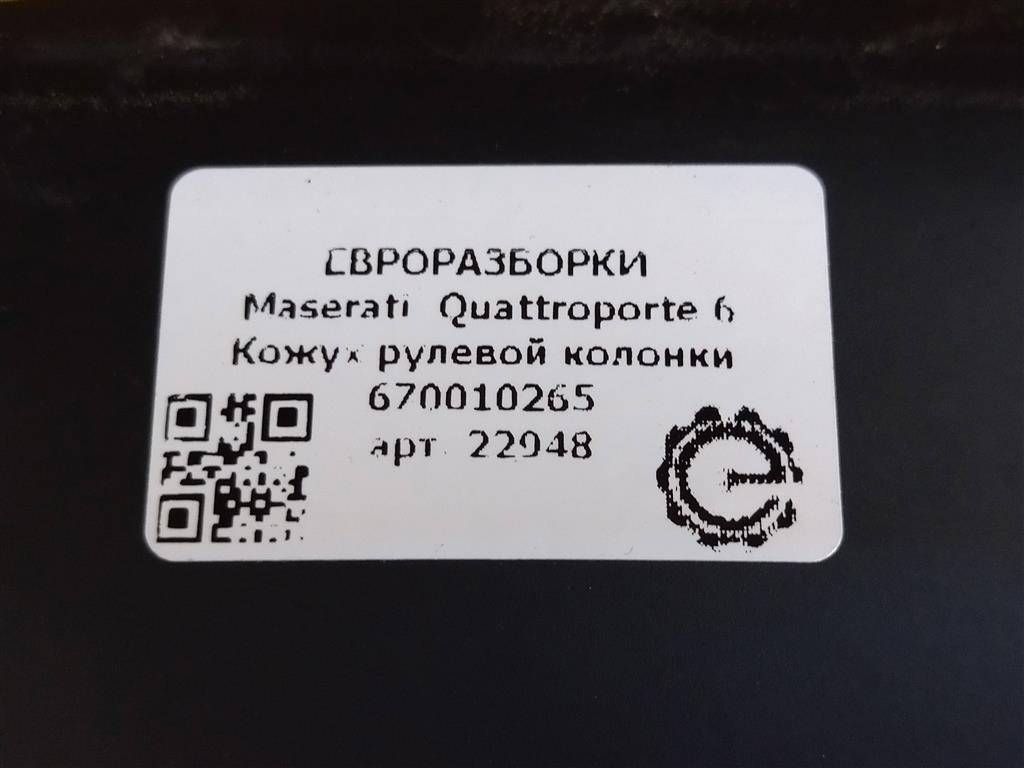 ЕВРОРАЗБОРКИ
Maserati Quattroporte 6
Кожух рулевой колонки
670010265
арт. 22948